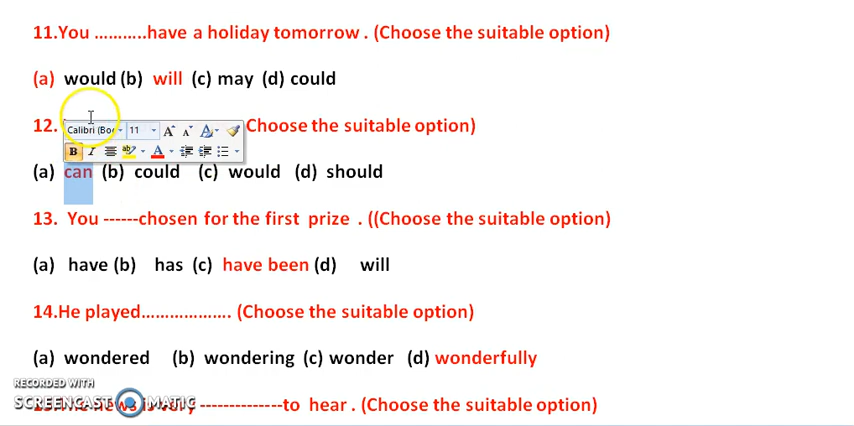 11.You ………..have a holiday tomorrow . (Choose the suitable option)
(a) would (b) will (c) may (d) could
12. Choose the suitable option)
Calibri (Bod 11 A A A
B I A
(a) can (b) could (c) would (d) should
13. You ------chosen for the first prize . ((Choose the suitable option)
(a) have (b) has (c) have been (d) will
14.He played………………. (Choose the suitable option)
(a) wondered (b) wondering (c) wonder (d) wonderfully
RECORDED WITH
SCREENCAST MATIC
--------------to hear . (Choose the suitable option)